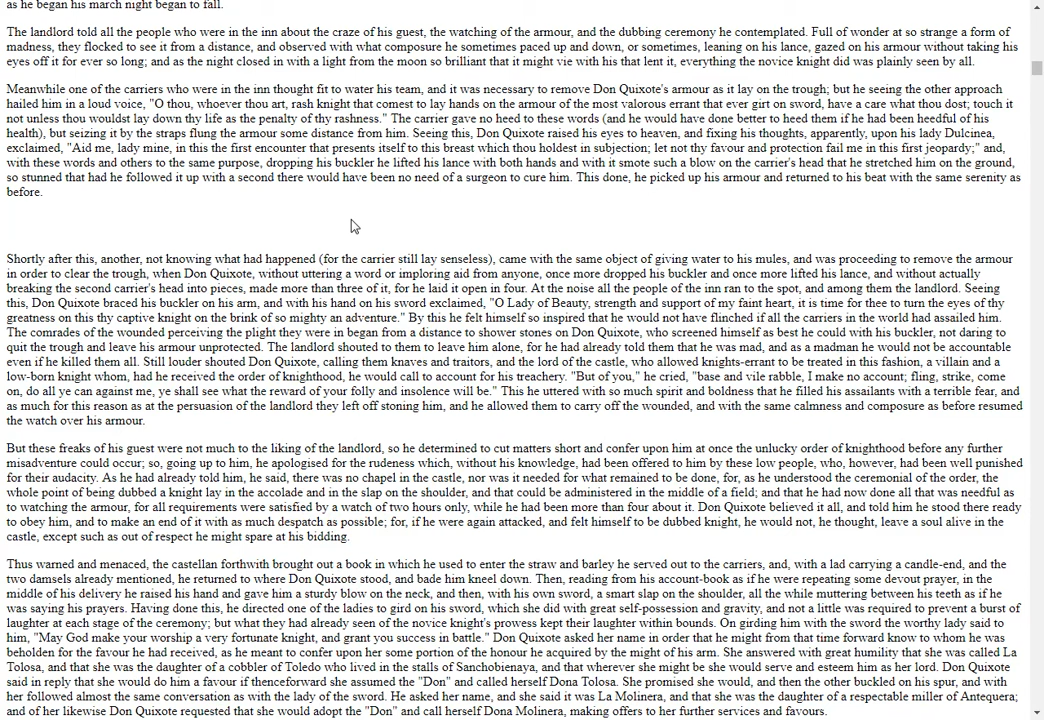 as he began his march night began to fall.
The landlord told all the people who were in the inn about the craze of his guest, the watching of the armour, and the dubbing ceremony he contemplated. Full of wonder at so strange a form of
madness, they flocked to see it from a distance, and observed with what composure he sometimes paced up and down, or sometimes, leaning on his lance, gazed on his armour without taking his
eyes off it for ever so long; and as the night closed in with a light from the moon so brilliant that it might vie with his that lent it, everything the novice knight did was plainly seen by all.
Meanwhile one of the carriers who were in the inn thought fit to water his team, and it was necessary to remove Don Quixote's armour as it lay on the trough; but he seeing the other approach
hailed him in a loud voice, "O thou, whoever thou art, rash knight that comest to lay hands on the armour of the most valorous errant that ever girt on sword, have a care what thou dost; touch it
not unless thou wouldst lay down thy life as the penalty of thy rashness." The carrier gave no heed to these words (and he would have done better to heed them if he had been heedful of his
health), but seizing it by the straps flung the armour some distance from him. Seeing this, Don Quixote raised his eyes to heaven, and fixing his thoughts, apparently, upon his lady Dulcinea,
exclaimed, "Aid me, lady mine, in this the first encounter that presents itself to this breast which thou holdest in subjection; let not thy favour and protection fail me in this first jeopardy;" and,
with these words and others to the same purpose, dropping his buckler he lifted his lance with both hands and with it smote such a blow on the carrier's head that he stretched him on the ground,
so stunned that had he followed it up with a second there would have been no need of a surgeon to cure him. This done, he picked up his armour and returned to his beat with the same serenity as
before.
Shortly after this, another, not knowing what had happened (for the carrier still lay senseless), came with the same object of giving water to his mules, and was proceeding to remove the armour
in order to clear the trough, when Don Quixote, without uttering a word or imploring aid from anyone, once more dropped his buckler and once more lifted his lance, and without actually
breaking the second carrier's head into pieces, made more than three of it, for he laid it open in four. At the noise all the people of the inn ran to the spot, and among them the landlord. Seeing
this, Don Quixote braced his buckler on his arm, and with his hand on his sword exclaimed, "O Lady of Beauty, strength and support of my faint heart, it is time for thee to turn the eyes of thy
greatness on this thy captive knight on the brink of so mighty an adventure." By this he felt himself so inspired that he would not have flinched if all the carriers in the world had assailed him.
The comrades of the wounded perceiving the plight they were in began from a distance to shower stones on Don Quixote, who screened himself as best he could with his buckler, not daring to
quit the trough and leave his armour unprotected. The landlord shouted to them to leave him alone, for he had already told them that he was mad, and as a madman he would not be accountable
even if he killed them all. Still louder shouted Don Quixote, calling them knaves and traitors, and the lord of the castle, who allowed knights-errant to be treated in this fashion, a villain and a
low-born knight whom, had he received the order of knighthood, he would call to account for his treachery. "But of you," he cried, "base and vile rabble, I make no account; fling, strike, come
on, do all ye can against me, ye shall see what the reward of your folly and insolence will be." This he uttered with so much spirit and boldness that he filled his assailants with a terrible fear, and
as much for this reason as at the persuasion of the landlord they left off stoning him, and he allowed them to carry off the wounded, and with the same calmness and composure as before resumed
the watch over his armour.
But these freaks of his guest were not much to the liking of the landlord, so he determined to cut matters short and confer upon him at once the unlucky order of knighthood before any further
misadventure could occur; so, going up to him, he apologised for the rudeness which, without his knowledge, had been offered to him by these low people, who, however, had been well punished
for their audacity. As he had already told him, he said, there was no chapel in the castle, nor was it needed for what remained to be done, for, as he understood the ceremonial of the order, the
whole point of being dubbed a knight lay in the accolade and in the slap on the shoulder, and that could be administered in the middle of a field; and that he had now done all that was needful as
to watching the armour, for all requirements were satisfied by a watch of two hours only, while he had been more than four about it. Don Quixote believed it all, and told him he stood there ready
to obey him, and to make an end of it with as much despatch as possible; for, if he were again attacked, and felt himself to be dubbed knight, he would not, he thought, leave a soul alive in the
castle, except such as out of respect he might spare at his bidding.
Thus warned and menaced, the castellan forthwith brought out a book in which he used to enter the straw and barley he served out to the carriers, and, with a lad carrying a candle-end, and the
two damsels already mentioned, he returned to where Don Quixote stood, and bade him kneel down. Then, reading from his account-book as if he were repeating some devout prayer, in the
middle of his delivery he raised his hand and gave him a sturdy blow on the neck, and then, with his own sword, a smart slap on the shoulder, all the while muttering between his teeth as if he
was saying his prayers. Having done this, he directed one of the ladies to gird on his sword, which she did with great self-possession and gravity, and not a little was required to prevent a burst of
laughter at each stage of the ceremony; but what they had already seen of the novice knight's prowess kept their laughter within bounds. On girding him with the sword the worthy lady said to
him, "May God make your worship a very fortunate knight, and grant you success in battle." Don Quixote asked her name in order that he might from that time forward know to whom he was
beholden for the favour he had received, as he meant to confer upon her some portion of the honour he acquired by the might of his arm. She answered with great humility that she was called La
Tolosa, and that she was the daughter of a cobbler of Toledo who lived in the stalls of Sanchobienaya, and that wherever she might be she would serve and esteem him as her lord. Don Quixote
said in reply that she would do him a favour if thenceforward she assumed the "Don" and called herself Dona Tolosa. She promised she would, and then the other buckled on his spur, and with
her followed almost the same conversation as with the lady of the sword. He asked her name, and she said it was La Molinera, and that she was the daughter of a respectable miller of Antequera;
and of her likewise Don Quixote requested that she would adopt the "Don" and call herself Dona Molinera, making offers to her further services and favours.